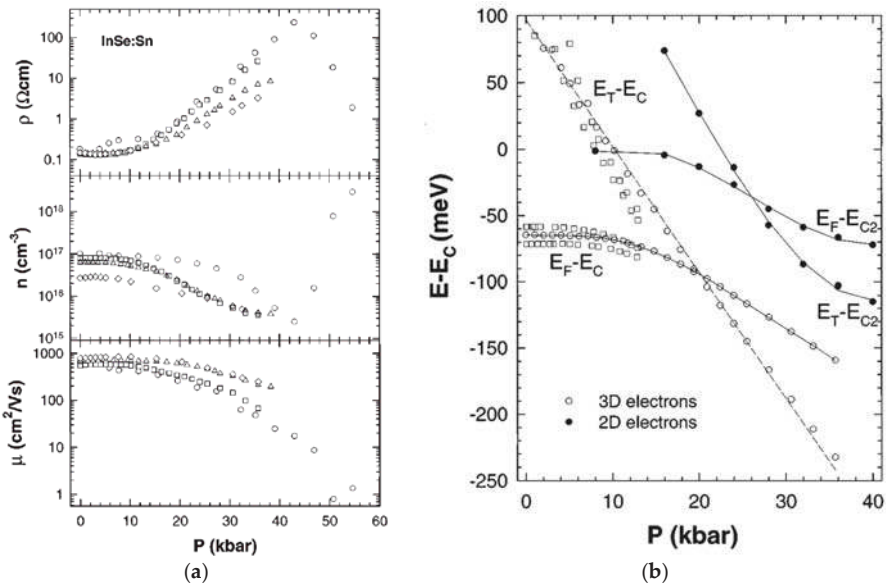 InSe:Sn
ρ (Ωcm)
100
10
1
0.1
n (cm⁻³)
10¹⁸
10¹⁷
10¹⁶
10¹⁵
μ (cm²/Vs)
1000
100
10
1
0 10 20 30 40 50 60
P (kbar)
(a)
E-E_C (meV)
100
50
0
-50
-100
-150
-200
-250
E_T-E_C
E_F-E_C2
E_F-E_C
E_T-E_C2
3D electrons
2D electrons
0 10 20 30 40
P (kbar)
(b)